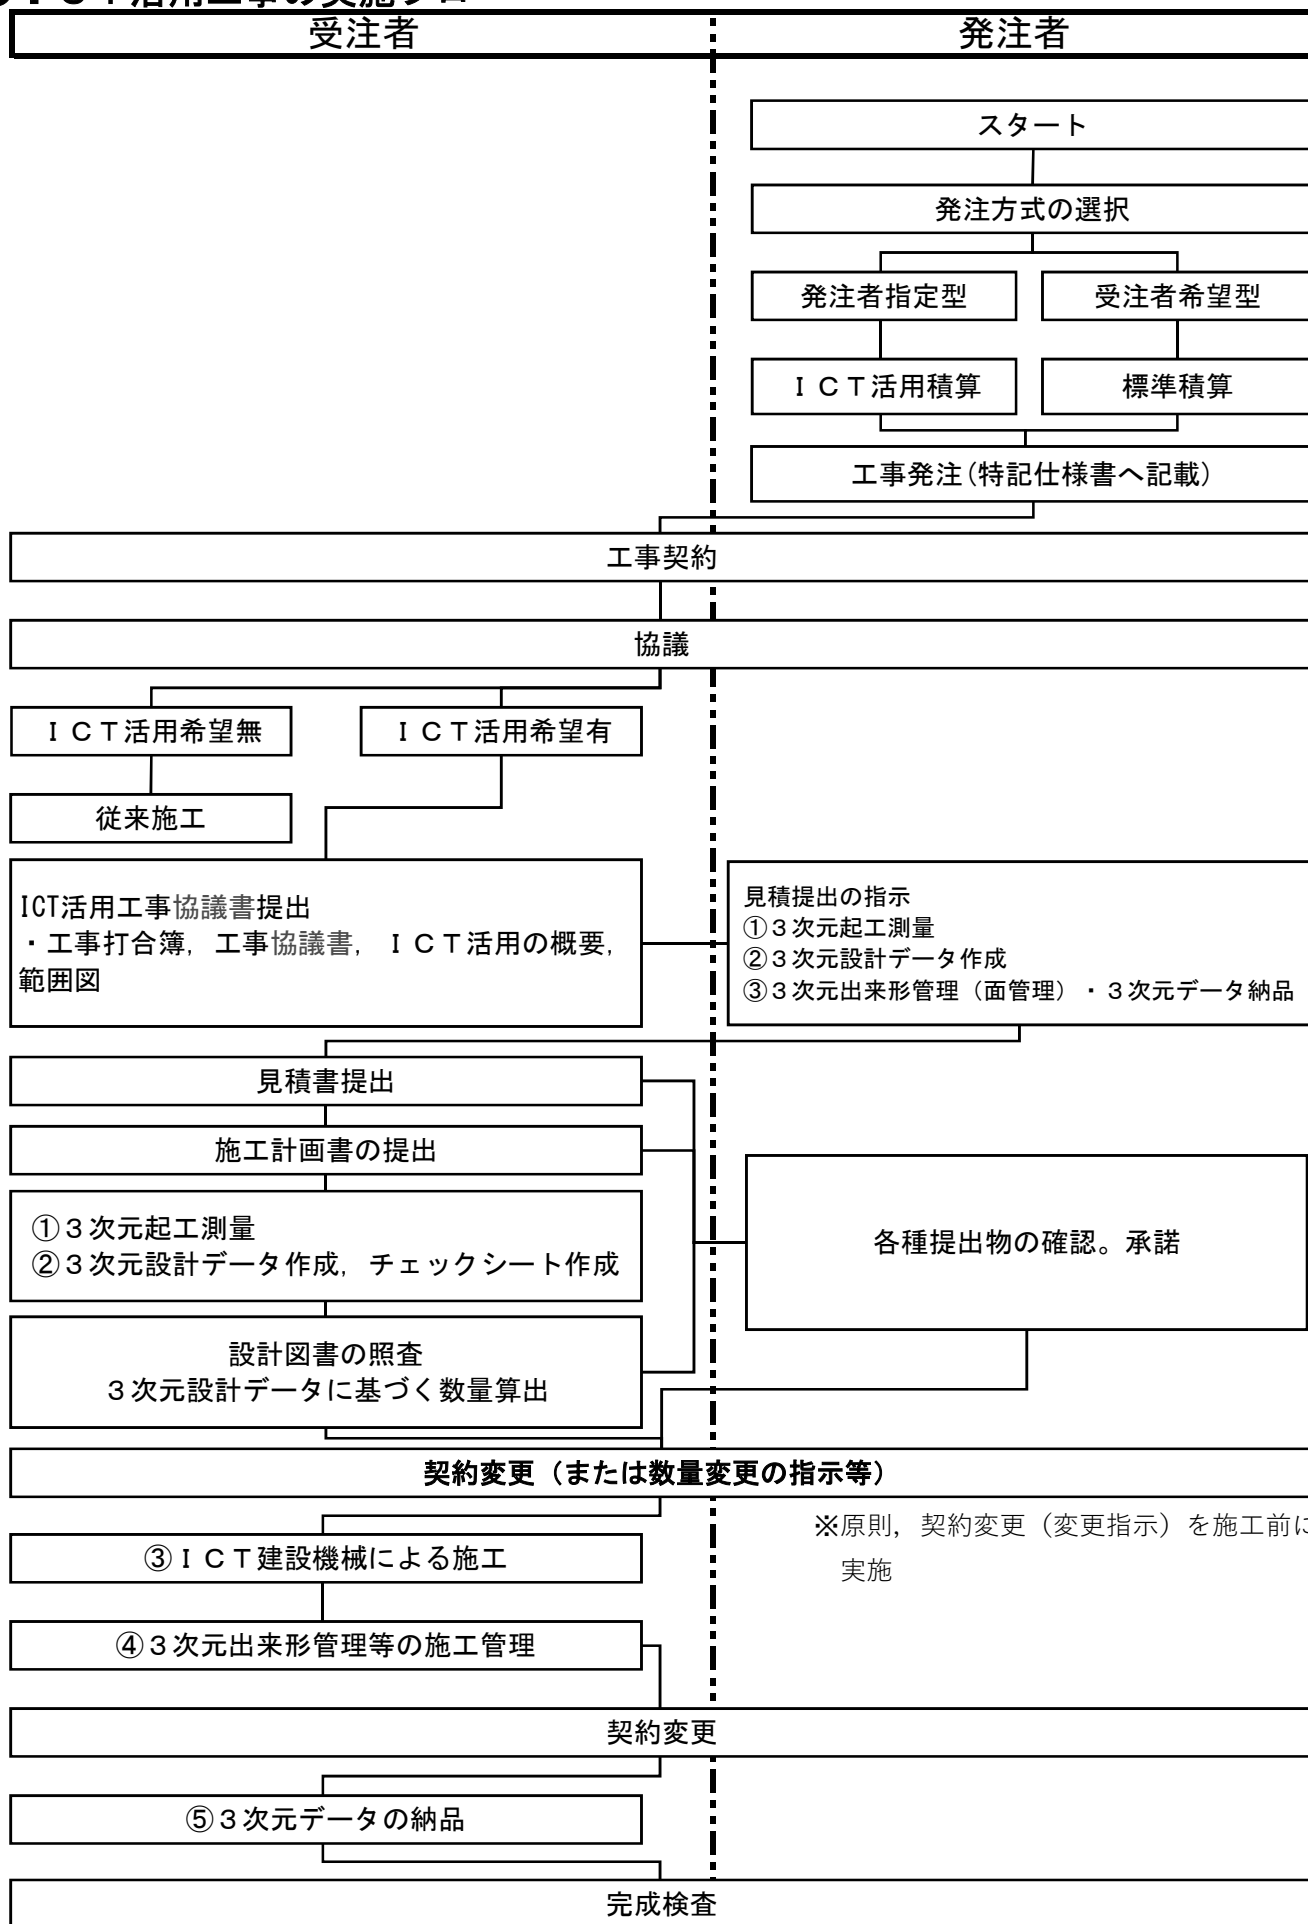 ＩＣＴ活用工事の実施フロー
受注者
発注者
スタート
発注方式の選択
発注者指定型
受注者希望型
ＩＣＴ活用積算
標準積算
工事発注(特記仕様書へ記載)
工事契約
協議
ＩＣＴ活用希望無
ＩＣＴ活用希望有
従来施工
ICT活用工事協議書提出
・工事打合簿，工事協議書，ＩＣＴ活用の概要，
範囲図
見積提出の指示
①３次元起工測量
②３次元設計データ作成
③３次元出来形管理（面管理）・３次元データ納品
見積書提出
施工計画書の提出
①３次元起工測量
②３次元設計データ作成，チェックシート作成
各種提出物の確認。承諾
設計図書の照査
３次元設計データに基づく数量算出
契約変更（または数量変更の指示等）
※原則，契約変更（変更指示）を施工前に
実施
③ＩＣＴ建設機械による施工
④３次元出来形管理等の施工管理
契約変更
⑤３次元データの納品
完成検査